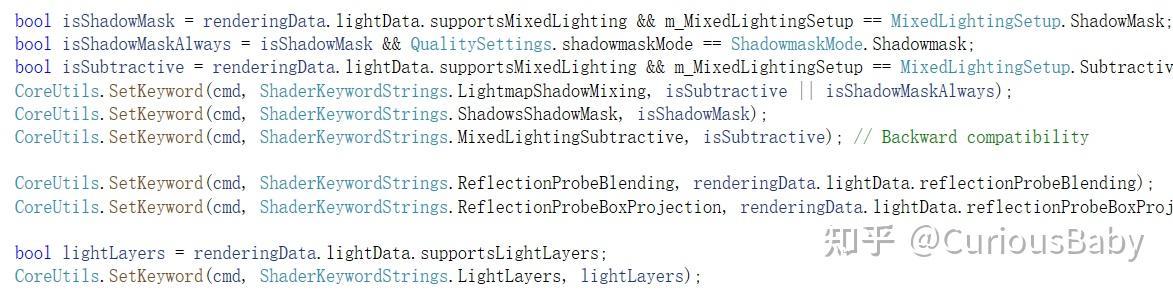 bool isShadowMask = renderingData.lightData.supportsMixedLighting && m_MixedLightingSetup == MixedLightingSetup.ShadowMask;
bool isShadowMaskAlways = isShadowMask && QualitySettings.shadowmaskMode == ShadowmaskMode.Shadowmask;
bool isSubtractive = renderingData.lightData.supportsMixedLighting && m_MixedLightingSetup == MixedLightingSetup.Subtractiv
CoreUtils.SetKeyword(cmd, ShaderKeywordStrings.LightmapShadowMixing, isSubtractive || isShadowMaskAlways);
CoreUtils.SetKeyword(cmd, ShaderKeywordStrings.ShadowsShadowMask, isShadowMask);
CoreUtils.SetKeyword(cmd, ShaderKeywordStrings.MixedLightingSubtractive, isSubtractive); // Backward compatibility
CoreUtils.SetKeyword(cmd, ShaderKeywordStrings.ReflectionProbeBlending, renderingData.lightData.reflectionProbeBlending);
CoreUtils.SetKeyword(cmd, ShaderKeywordStrings.ReflectionProbeBoxProjection, renderingData.lightData.reflectionProbeBoxProj
bool lightLayers = renderingData.lightData.supportsLightLayers;
CoreUtils.SetKeyword(cmd, ShaderKeywordStrings.LightLayers, lightLayers);
知乎 @CuriousBaby